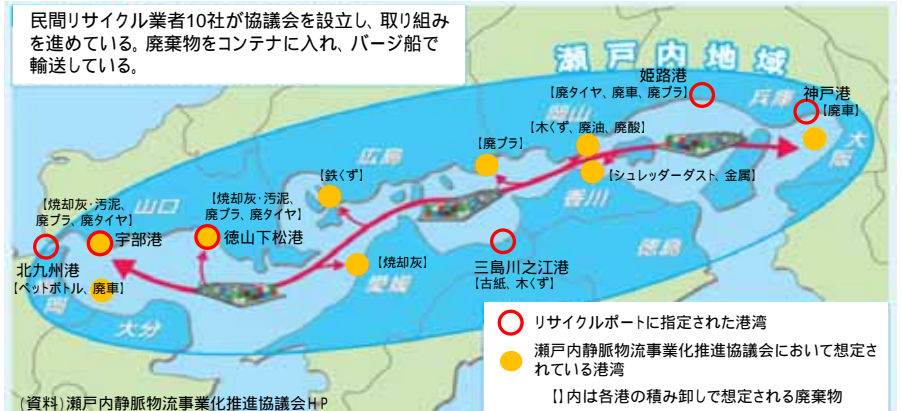 民間リサイクル業者10社が協議会を設立し、取り組み
を進めている。廃棄物をコンテナに入れ、バージ船で
輸送している。
瀬戸内地域
姫路港
【廃タイヤ、廃車、廃プラ】
兵庫
神戸港
【廃車】
大阪
岡山
【木くず、廃油、廃酸】
【廃プラ】
広島
【鉄くず】
【シュレッダーダスト、金属】
香川
徳島
山口
【焼却灰・汚泥、
廃プラ、廃タイヤ】
宇部港
【焼却灰・汚泥、
廃プラ、廃タイヤ】
徳山下松港
【焼却灰】
愛媛
三島川之江港
【古紙、木くず】
北九州港
【ペットボトル、廃車】
岡
大分
リサイクルポートに指定された港湾
瀬戸内静脈物流事業化推進協議会において想定さ
れている港湾
【】内は各港の積み卸しで想定される廃棄物
(資料)瀬戸内静脈物流事業化推進協議会HP